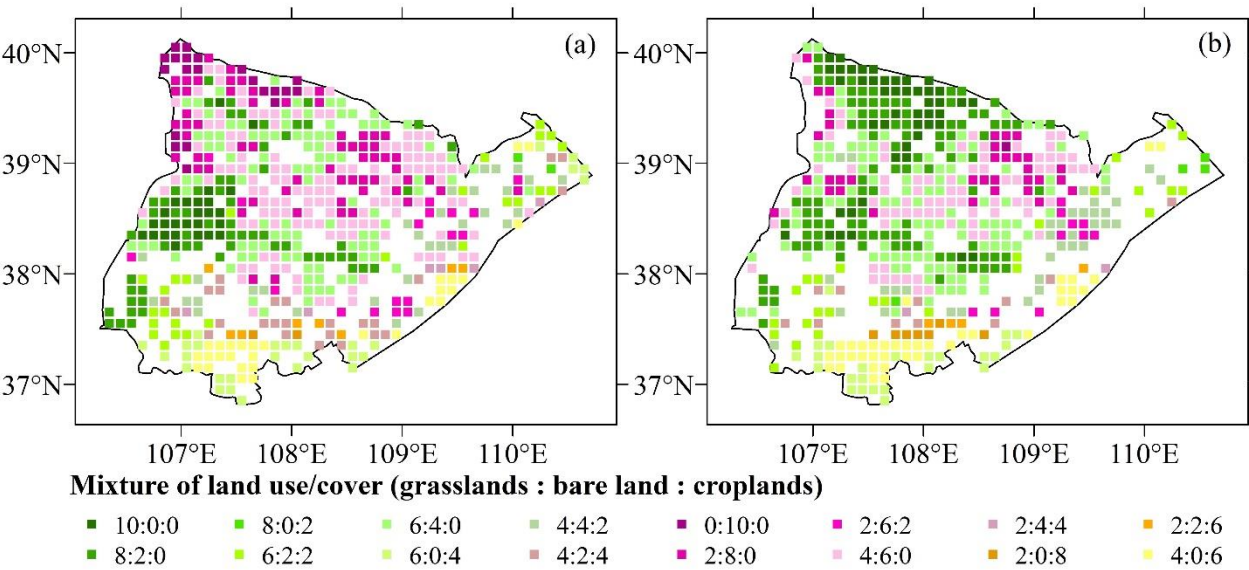 (a)
(b)
40°N
40°N
39°N
39°N
38°N
38°N
37°N
37°N
107°E 108°E 109°E 110°E
107°E 108°E 109°E 110°E
Mixture of land use/cover (grasslands : bare land : croplands)
10:0:0 8:0:2 6:4:0 4:4:2 0:10:0 2:6:2 2:4:4 2:2:6
8:2:0 6:2:2 6:0:4 4:2:4 2:8:0 4:6:0 2:0:8 4:0:6